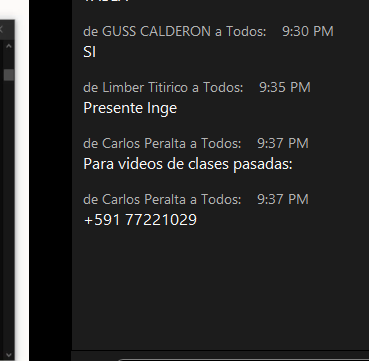 de GUSS CALDERON a Todos: 9:30 PM
SI
de Limber Titirico a Todos: 9:35 PM
Presente Inge
de Carlos Peralta a Todos: 9:37 PM
Para videos de clases pasadas:
de Carlos Peralta a Todos: 9:37 PM
+591 77221029